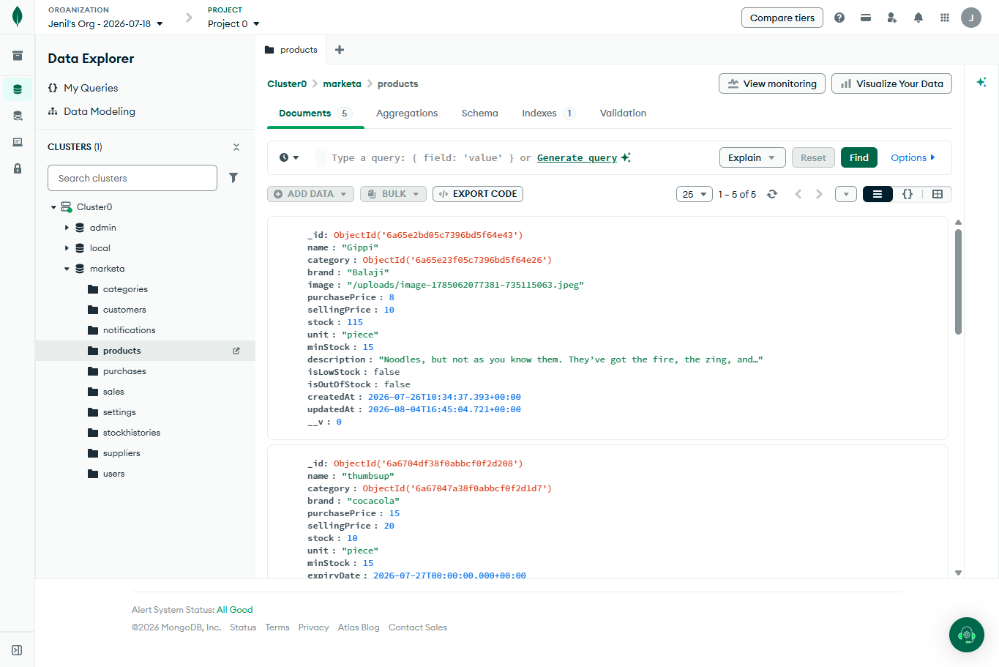 ORGANIZATION
Jenil's Org - 2026-07-18
PROJECT
Project 0
Compare tiers
J
Data Explorer
My Queries
Data Modeling
CLUSTERS (1)
Search clusters
Cluster0
admin
local
marketa
categories
customers
notifications
products
purchases
sales
settings
stockhistories
suppliers
users
products
Cluster0 > marketa > products
View monitoring
Visualize Your Data
Documents 5 Aggregations Schema Indexes 1 Validation
Type a query: { field: 'value' } or Generate query
Explain Reset Find Options
ADD DATA BULK EXPORT CODE
25 1 – 5 of 5
_id: ObjectId('6a65e2bd05c7396bd5f64e43')
name : "Gippi"
category : ObjectId('6a65e23f05c7396bd5f64e26')
brand : "Balaji"
image : "/uploads/image-1785062077381-735115063.jpeg"
purchasePrice : 8
sellingPrice : 10
stock : 115
unit : "piece"
minStock : 15
description : "Noodles, but not as you know them. They’ve got the fire, the zing, and…"
isLowStock : false
isOutOfStock : false
createdAt : 2026-07-26T10:34:37.393+00:00
updatedAt : 2026-08-04T16:45:04.721+00:00
__v : 0
_id: ObjectId('6a6704df38f0abbcf0f2d208')
name : "thumbsup"
category : ObjectId('6a67047a38f0abbcf0f2d1d7')
brand : "cocacola"
purchasePrice : 15
sellingPrice : 20
stock : 10
unit : "piece"
minStock : 15
expiryDate : 2026-07-27T00:00:00.000+00:00
Alert System Status: All Good
©2026 MongoDB, Inc. Status Terms Privacy Atlas Blog Contact Sales